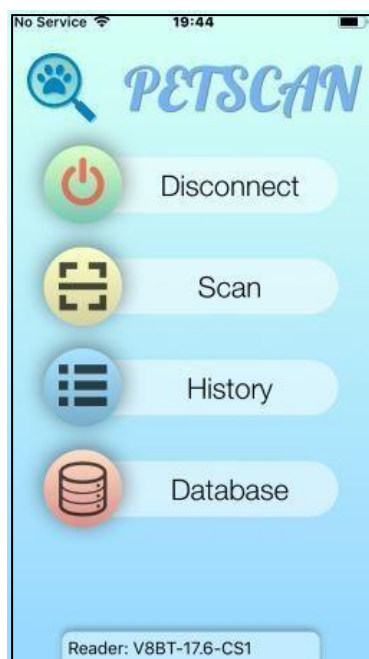 No Service 19:44
PETSCAN
Disconnect
Scan
History
Database
Reader: V8BT-17.6-CS1